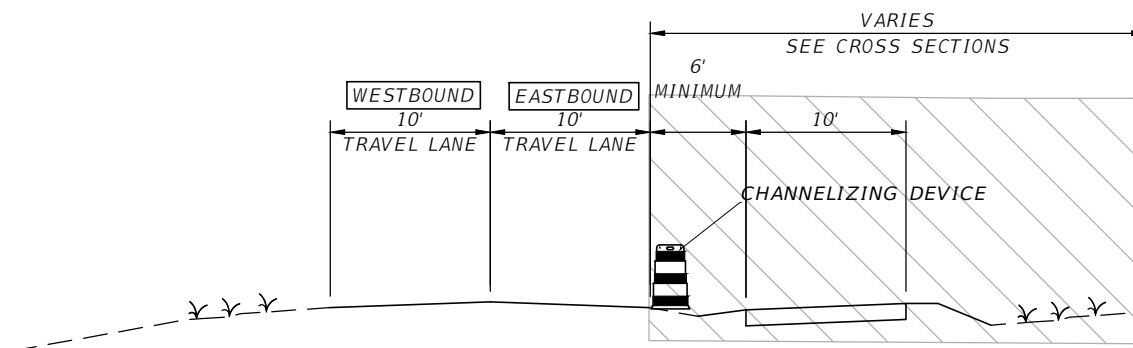 VARIES
SEE CROSS SECTIONS
6'
MINIMUM
WESTBOUND
EASTBOUND
10'
10'
10'
TRAVEL LANE
TRAVEL LANE
CHANNELIZING DEVICE